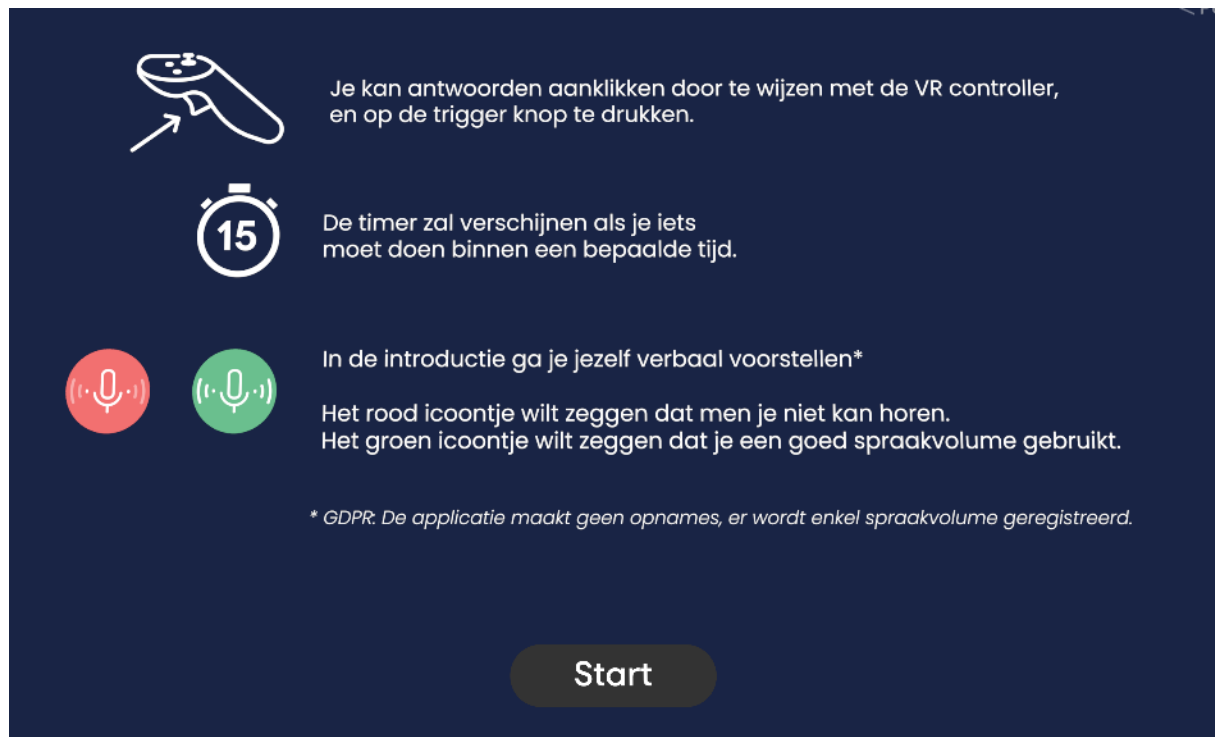 Je kan antwoorden aanklikken door te wijzen met de VR controller,
en op de trigger knop te drukken.
15
De timer zal verschijnen als je iets
moet doen binnen een bepaalde tijd.
In de introductie ga je jezelf verbaal voorstellen*
Het rood icoontje wilt zeggen dat men je niet kan horen.
Het groen icoontje wilt zeggen dat je een goed spraakvolume gebruikt.
* GDPR: De applicatie maakt geen opnames, er wordt enkel spraakvolume geregistreerd.
Start